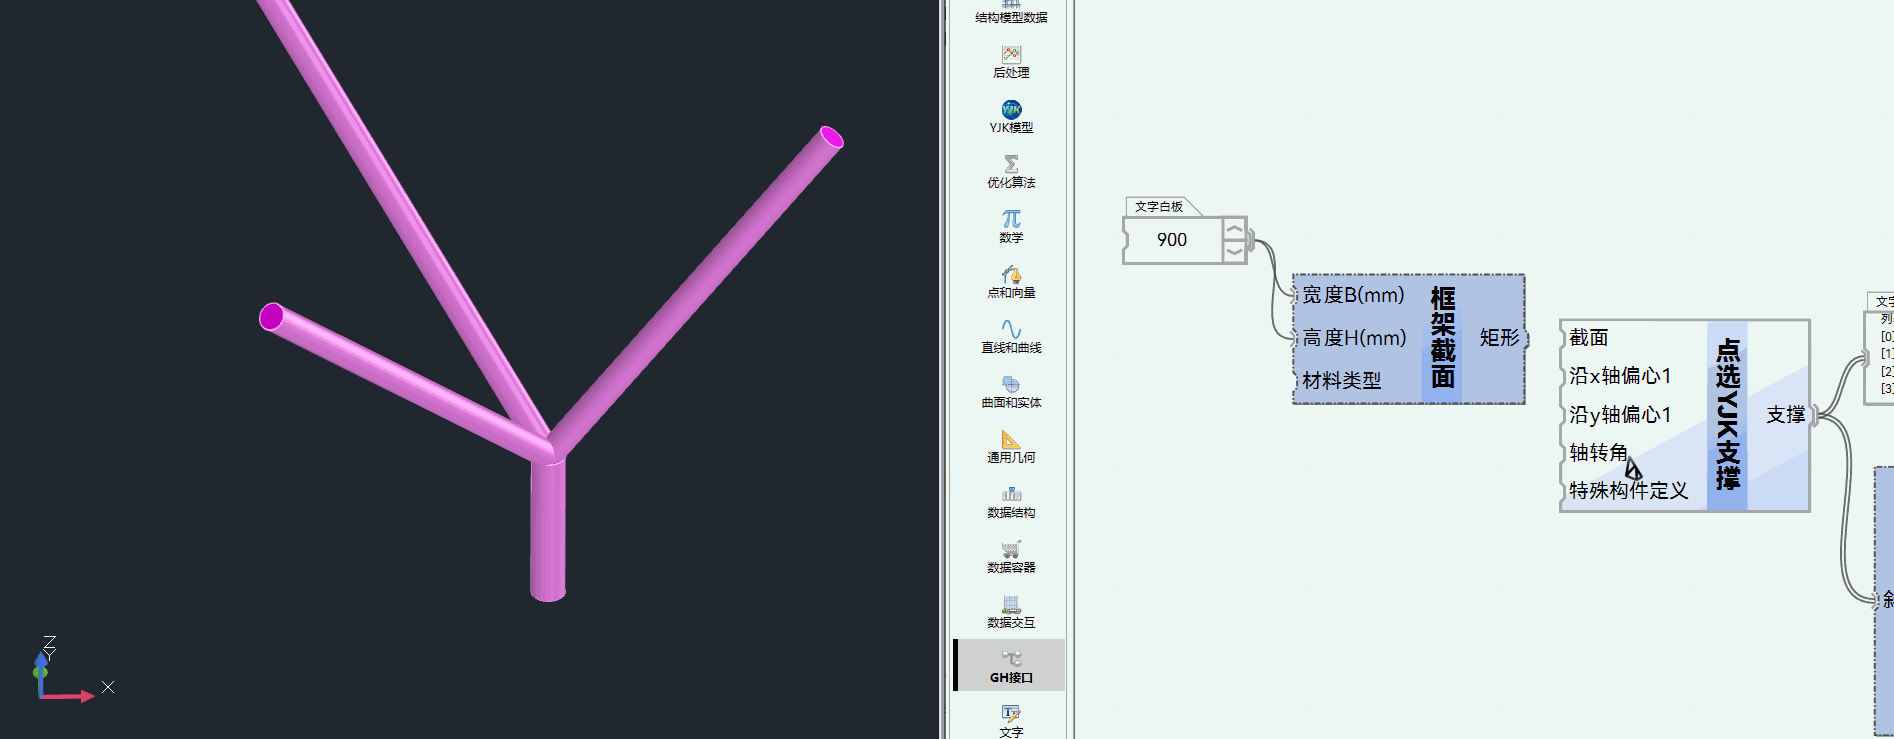 Z
Y
X
结构模型数据
后处理
YJK
YJK模型
优化算法
数学
点和向量
直线和曲线
曲面和实体
通用几何
数据结构
数据容器
数据交互
GH接口
文字
文字白板
900
宽度B(mm)
高度H(mm)
材料类型
框架截面
矩形
截面
沿x轴偏心1
沿y轴偏心1
轴转角
特殊构件定义
点选YJK支撑
支撑
文字
列
[0]
[1]
[2]
[3]
斜